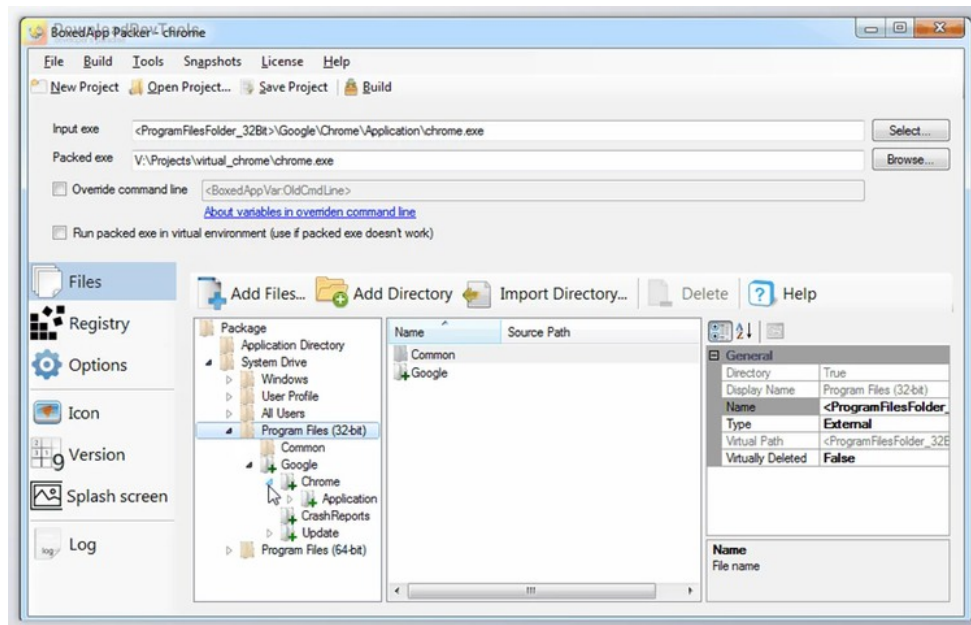 BoxedApp Packer - chrome
DownloadDevTools
File Build Tools Snapshots License Help
New Project Open Project... Save Project Build
Input exe <ProgramFilesFolder_32Bit>\Google\Chrome\Application\chrome.exe Select...
Packed exe V:\Projects\virtual_chrome\chrome.exe Browse...
Override command line <BoxedAppVar:OldCmdLine>
About variables in overriden command line
Run packed exe in virtual environment (use if packed exe doesn't work)
Files
Registry
Options
Icon
Version
Splash screen
log Log
Add Files... Add Directory Import Directory... Delete ? Help
Package
Application Directory
System Drive
Windows
User Profile
All Users
Program Files (32-bit)
Common
Google
Chrome
Application
CrashReports
Update
Program Files (64-bit)
Name Source Path
Common
Google
General
Directory True
Display Name Program Files (32-bit)
Name <ProgramFilesFolder_
Type External
Virtual Path <ProgramFilesFolder_32B
Virtually Deleted False
Name
File name